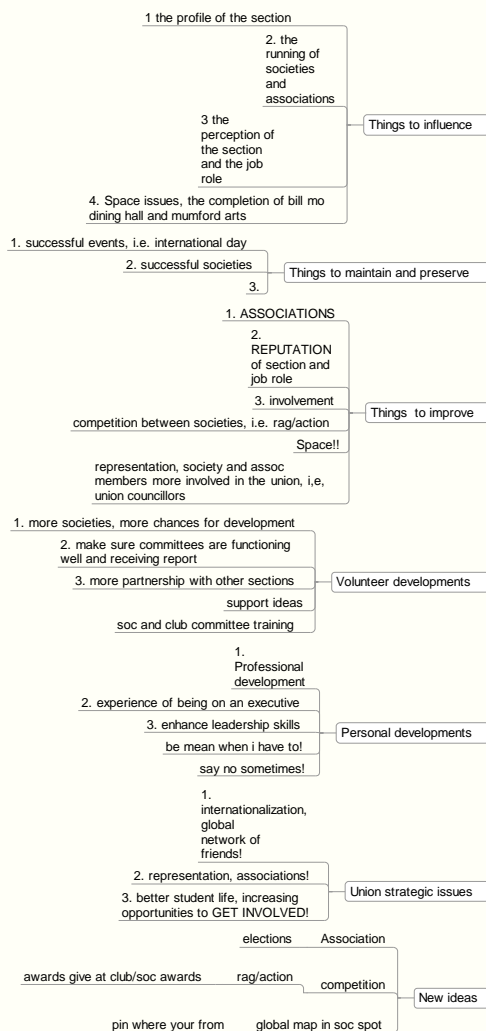 1 the profile of the section
2. the
running of
societies
and
associations
3 the
perception of
the section
and the job
role
4. Space issues, the completion of bill mo
dining hall and mumford arts
Things to influence
1. successful events, i.e. international day
2. successful societies
3.
Things to maintain and preserve
1. ASSOCIATIONS
2.
REPUTATION
of section and
job role
3. involvement
competition between societies, i.e. rag/action
Space!!
representation, society and assoc
members more involved in the union, i,e,
union councillors
Things  to improve
1. more societies, more chances for development
2. make sure committees are functioning
well and receiving report
3. more partnership with other sections
support ideas
soc and club committee training
Volunteer developments
1.
Professional
development
2. experience of being on an executive
3. enhance leadership skills
be mean when i have to!
say no sometimes!
Personal developments
1.
internationalization,
global
network of
friends!
2. representation, associations!
3. better student life, increasing
opportunities to GET INVOLVED!
Union strategic issues
elections Association
awards give at club/soc awards rag/action competition
pin where your from global map in soc spot
New ideas